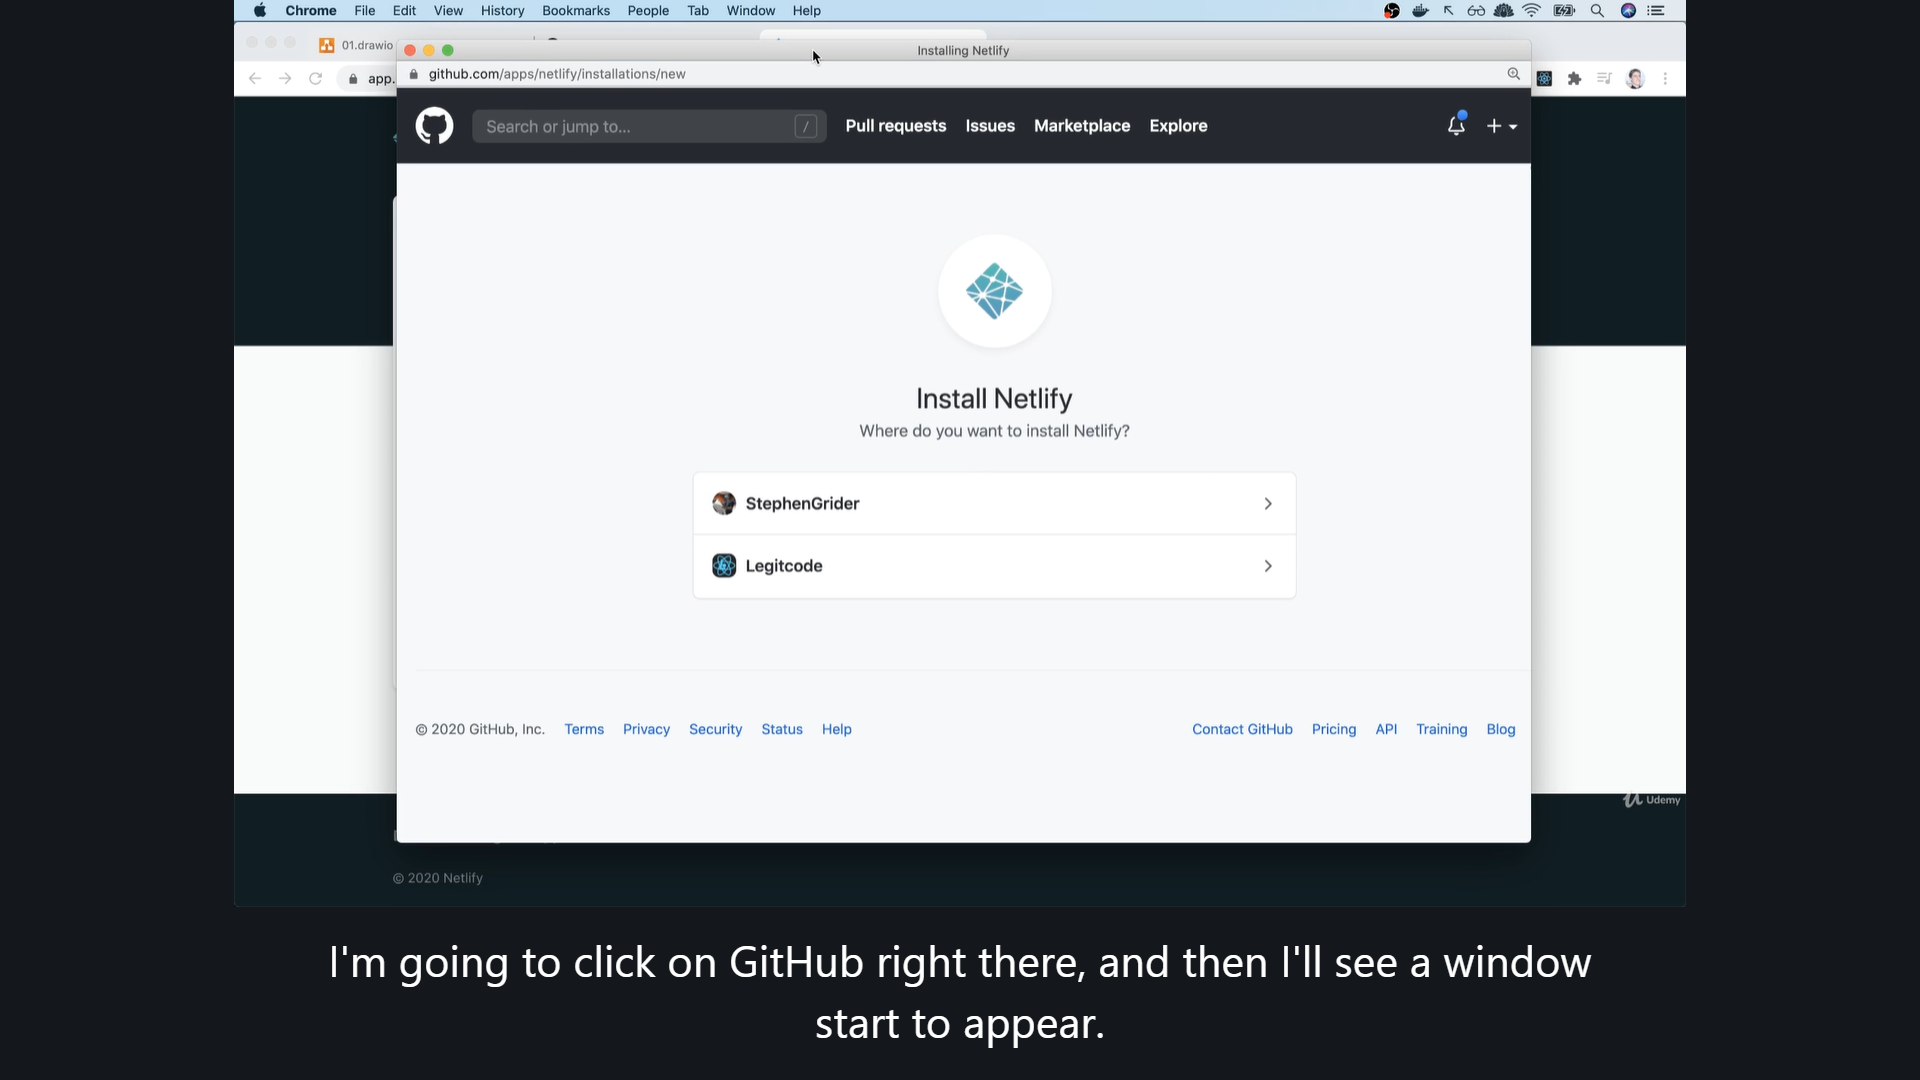 Chrome File Edit View History Bookmarks People Tab Window Help
01.drawio
Installing Netlify
app.
github.com/apps/netlify/installations/new
Search or jump to... /
Pull requests Issues Marketplace Explore
Install Netlify
Where do you want to install Netlify?
StephenGrider
Legitcode
© 2020 GitHub, Inc. Terms Privacy Security Status Help
Contact GitHub Pricing API Training Blog
Udemy
© 2020 Netlify
I'm going to click on GitHub right there, and then I'll see a window
start to appear.